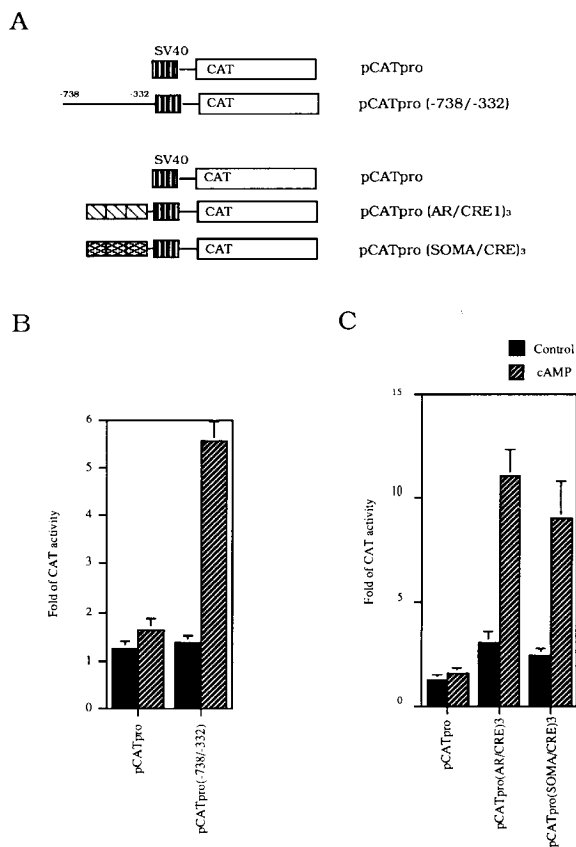 A
SV40
CAT
pCATpro
-738
-332
CAT
pCATpro (-738/-332)
SV40
CAT
pCATpro
CAT
pCATpro (AR/CRE1)₃
CAT
pCATpro (SOMA/CRE)₃
B
Fold of CAT activity
6
5
4
3
2
1
0
pCATpro
pCATpro(-738/-332)
C
Control
cAMP
Fold of CAT activity
15
10
5
0
pCATpro
pCATpro(AR/CRE)3
pCATpro(SOMA/CRE)3